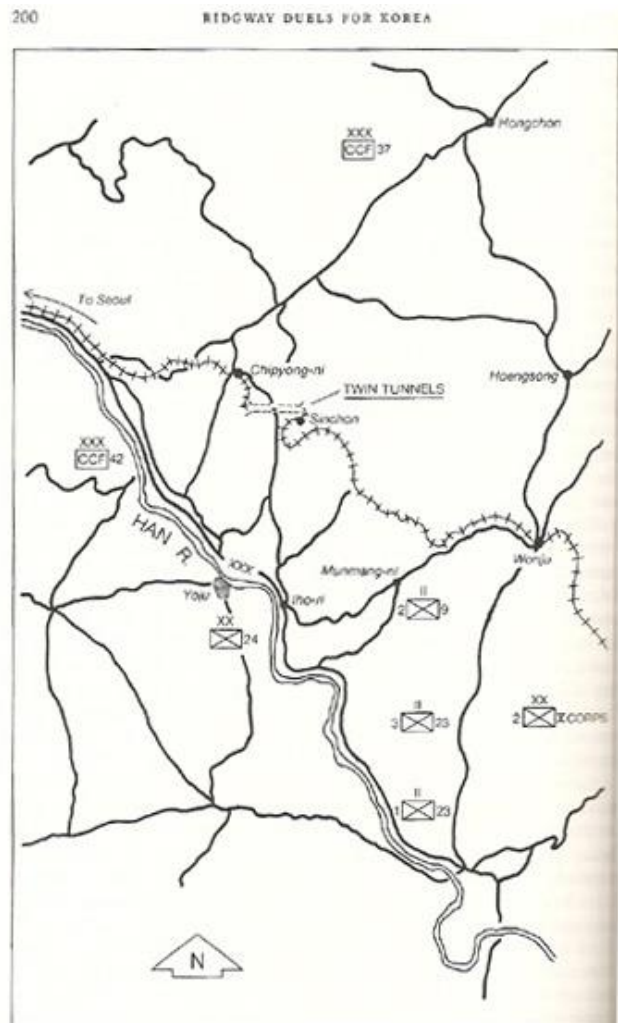 200 RIDGWAY DUELS FOR KOREA
Hongchon
XXX
CCF 37
To Seoul
Chipyong-ni
Hoengsong
TWIN TUNNELS
Sinchon
XXX
CCF 42
HAN R.
XXX
Munmang-ni
Wonju
Yoju
Iho-ri
II
2 9
XX
24
II
3 23
XX
2 X CORPS
II
1 23
N